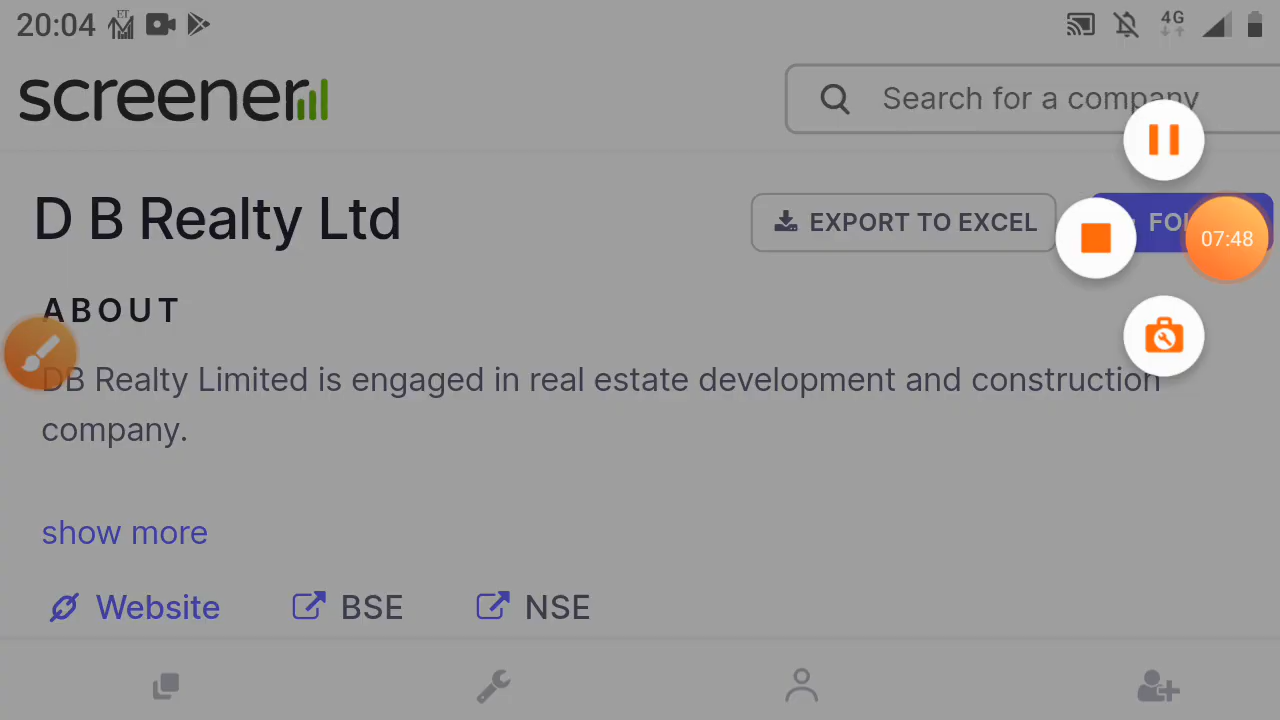 20:04 ET 4G
screener
Search for a company
D B Realty Ltd
EXPORT TO EXCEL
07:48
ABOUT
DB Realty Limited is engaged in real estate development and construction
company.
show more
Website BSE NSE